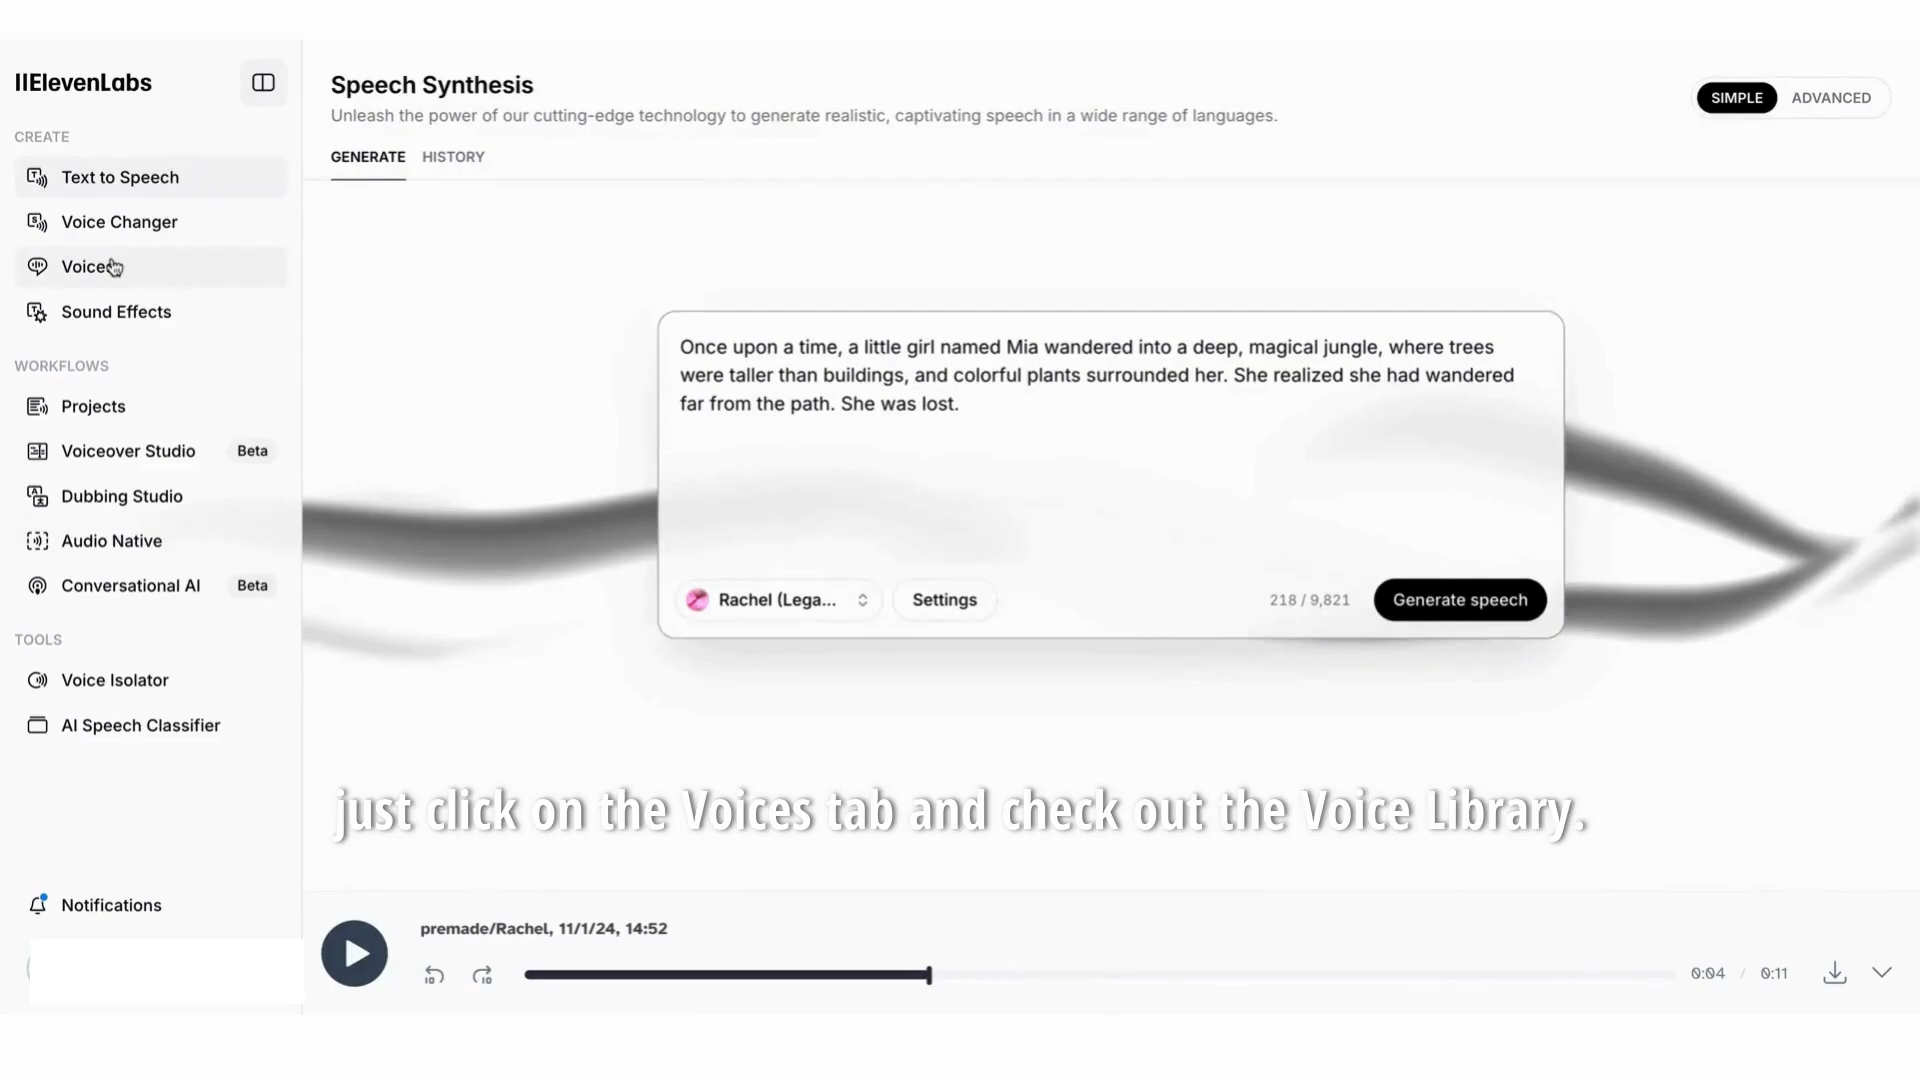 IIElevenLabs
CREATE
Text to Speech
Voice Changer
Voices
Sound Effects
WORKFLOWS
Projects
Voiceover Studio Beta
Dubbing Studio
Audio Native
Conversational AI Beta
TOOLS
Voice Isolator
AI Speech Classifier
Notifications
Speech Synthesis
Unleash the power of our cutting-edge technology to generate realistic, captivating speech in a wide range of languages.
SIMPLE ADVANCED
GENERATE HISTORY
Once upon a time, a little girl named Mia wandered into a deep, magical jungle, where trees
were taller than buildings, and colorful plants surrounded her. She realized she had wandered
far from the path. She was lost.
Rachel (Lega... Settings 218 / 9,821 Generate speech
just click on the Voices tab and check out the Voice Library.
premade/Rachel, 11/1/24, 14:52
10 10 0:04 / 0:11